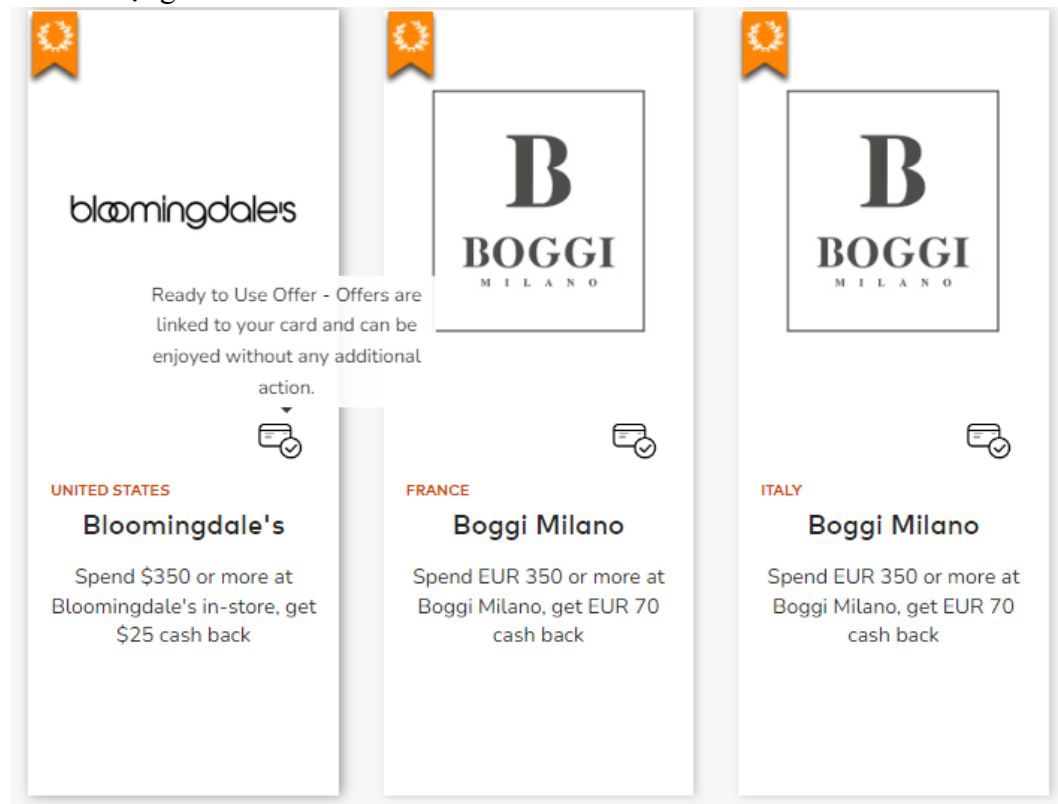 bloomingdale's
Ready to Use Offer - Offers are
linked to your card and can be
enjoyed without any additional
action.
UNITED STATES
Bloomingdale's
Spend $350 or more at
Bloomingdale's in-store, get
$25 cash back
B
BOGGI
MILANO
FRANCE
Boggi Milano
Spend EUR 350 or more at
Boggi Milano, get EUR 70
cash back
B
BOGGI
MILANO
ITALY
Boggi Milano
Spend EUR 350 or more at
Boggi Milano, get EUR 70
cash back